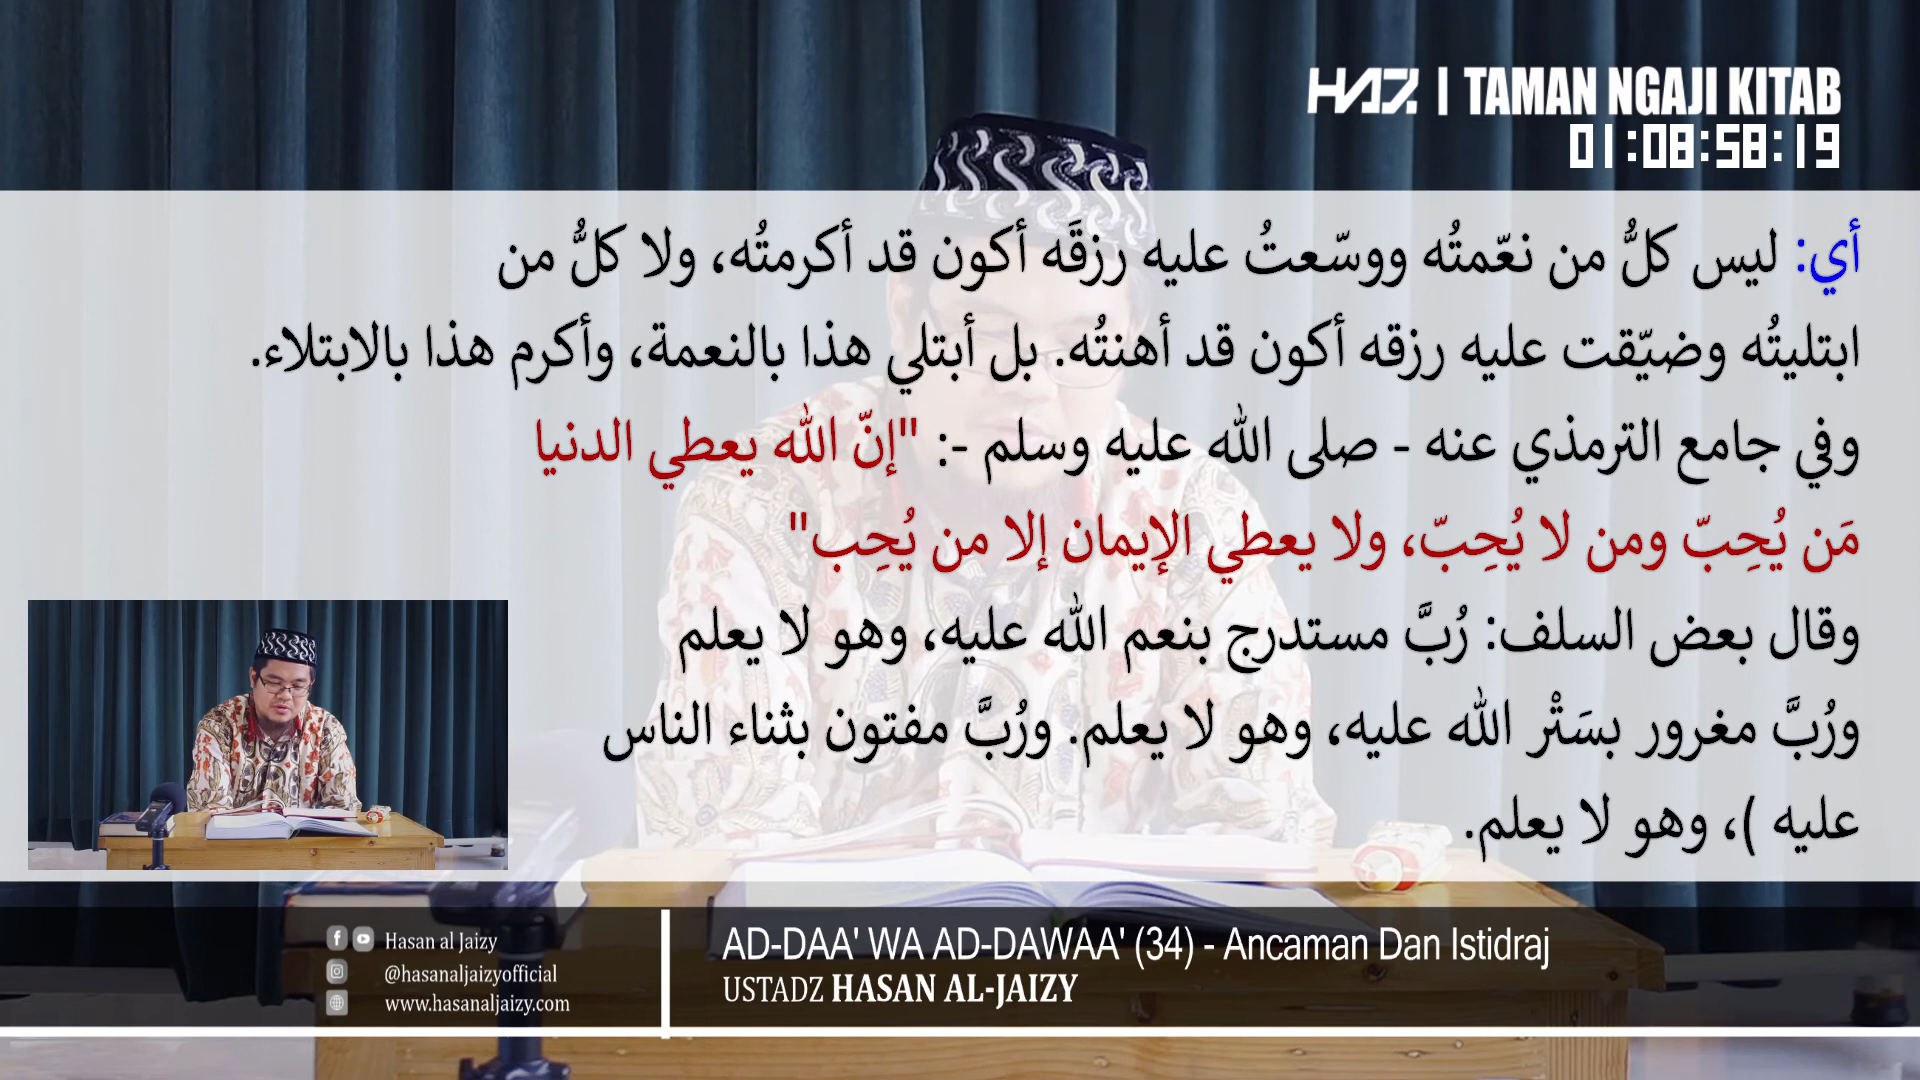 HAZ | TAMAN NGAJI KITAB
01:08:58:19
أي: ليس كلُّ من نعّمتُه ووسّعتُ عليه رزقَه أكون قد أكرمتُه، ولا كلُّ من
ابتليتُه وضيّقت عليه رزقه أكون قد أهنتُه. بل أبتلي هذا بالنعمة، وأكرم هذا بالابتلاء.
وفي جامع الترمذي عنه - صلى الله عليه وسلم -: "إنّ الله يعطي الدنيا
مَن يُحِبّ ومن لا يُحِبّ، ولا يعطي الإيمان إلا من يُحِب"
وقال بعض السلف: رُبَّ مستدرج بنعم الله عليه، وهو لا يعلم
ورُبَّ مغرور بسَتْر الله عليه، وهو لا يعلم. ورُبَّ مفتون بثناء الناس
عليه )، وهو لا يعلم.
Hasan al Jaizy
@hasanaljaizyofficial
www.hasanaljaizy.com
AD-DAA' WA AD-DAWAA' (34) - Ancaman Dan Istidraj
USTADZ HASAN AL-JAIZY